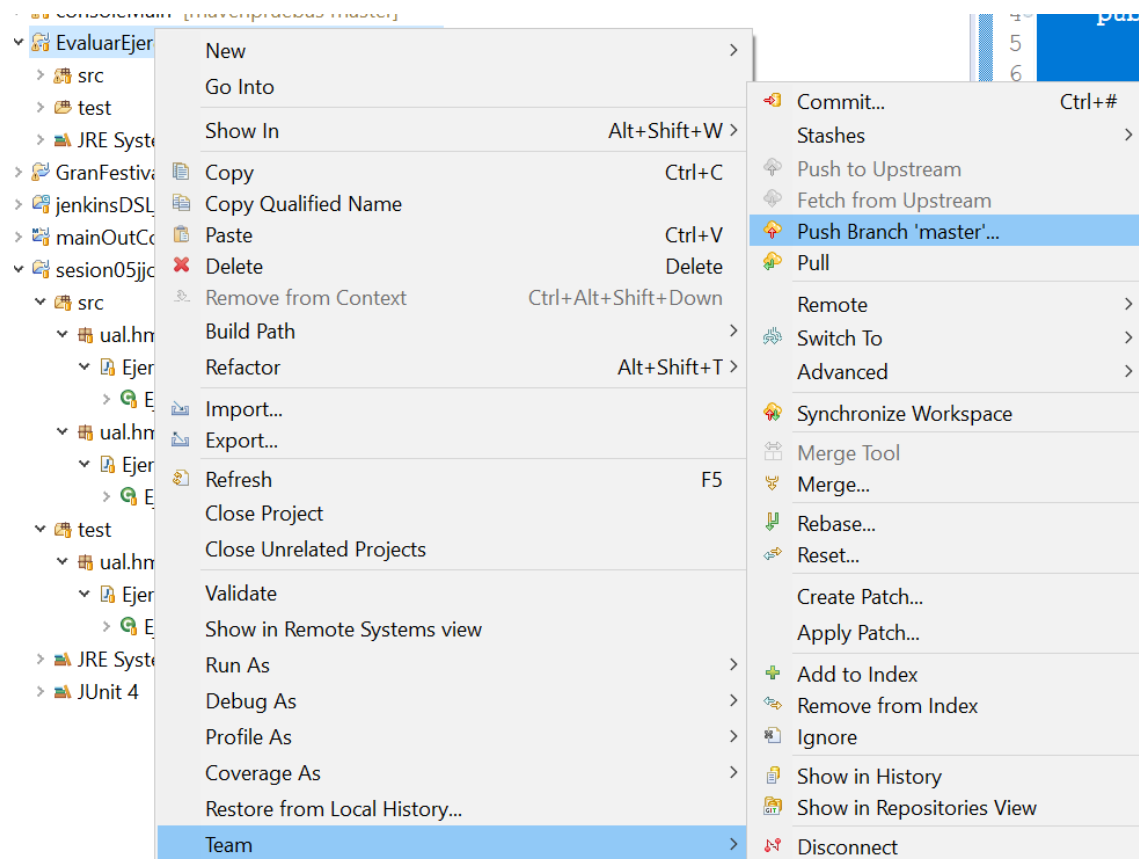 consoleMain [mavenpruebas master]
EvaluarEjer
src
test
JRE Syste
GranFestiva
jenkinsDSL
mainOutCo
sesion05jjc
src
ual.hm
Ejer
E
ual.hm
Ejer
E
test
ual.hm
Ejer
E
JRE Syste
JUnit 4
New
Go Into
Show In Alt+Shift+W
Copy Ctrl+C
Copy Qualified Name
Paste Ctrl+V
Delete Delete
Remove from Context Ctrl+Alt+Shift+Down
Build Path
Refactor Alt+Shift+T
Import...
Export...
Refresh F5
Close Project
Close Unrelated Projects
Validate
Show in Remote Systems view
Run As
Debug As
Profile As
Coverage As
Restore from Local History...
Team
4 pub
5
6
Commit... Ctrl+#
Stashes
Push to Upstream
Fetch from Upstream
Push Branch 'master'...
Pull
Remote
Switch To
Advanced
Synchronize Workspace
Merge Tool
Merge...
Rebase...
Reset...
Create Patch...
Apply Patch...
Add to Index
Remove from Index
Ignore
Show in History
Show in Repositories View
Disconnect